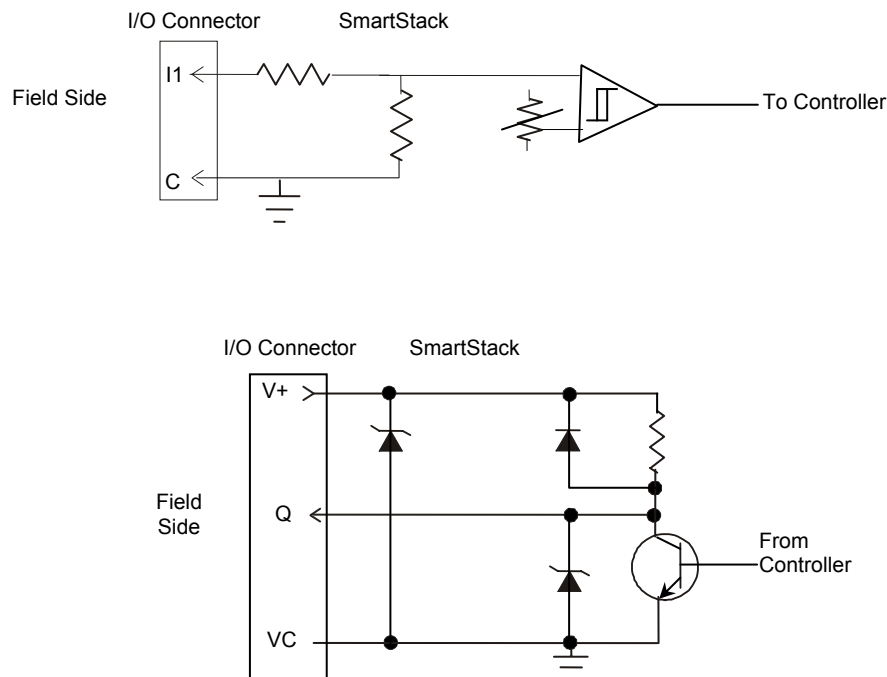 I/O Connector SmartStack
I1
Field Side
To Controller
C
I/O Connector SmartStack
V+
Field
Side
Q
From
Controller
VC